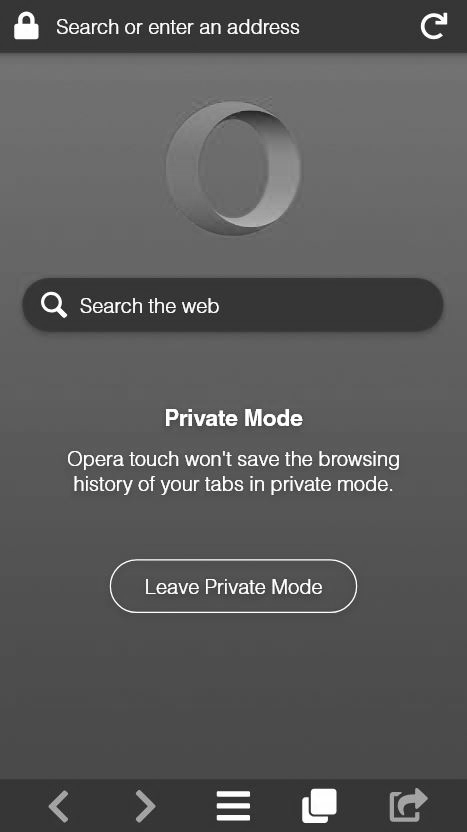 Search or enter an address
Search the web
Private Mode
Opera touch won't save the browsing
history of your tabs in private mode.
Leave Private Mode